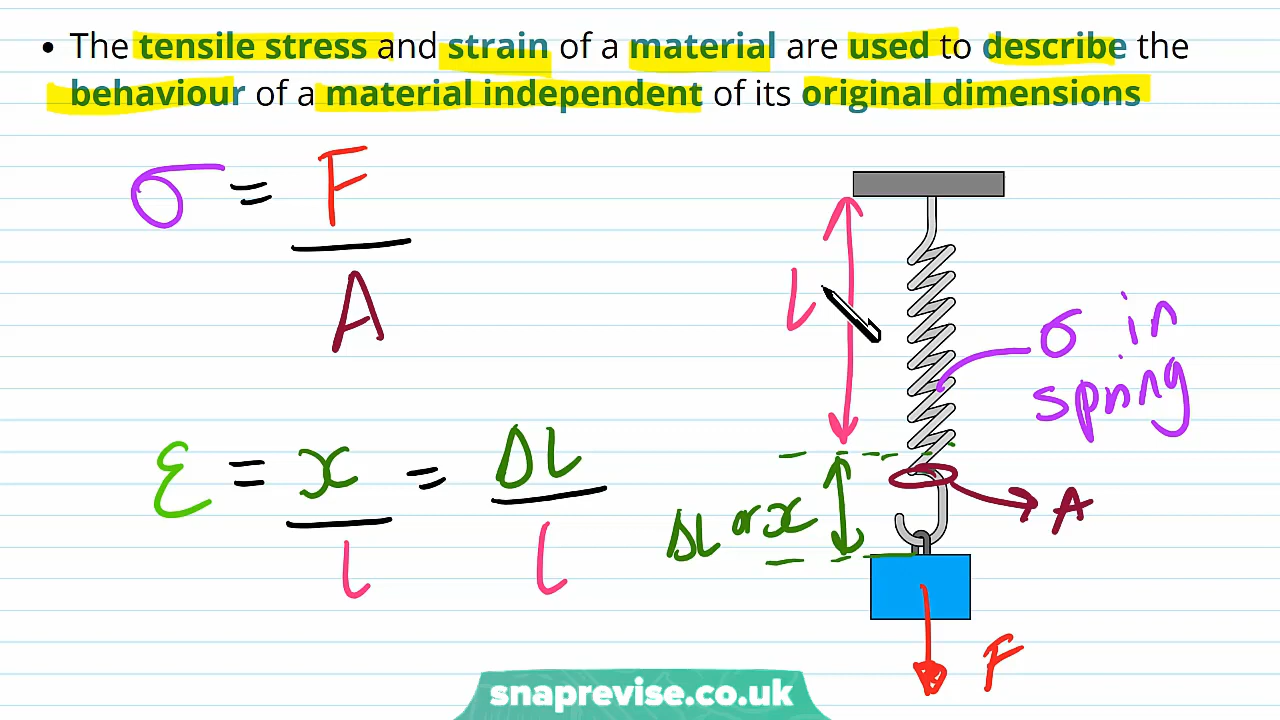 • The tensile stress and strain of a material are used to describe the
behaviour of a material independent of its original dimensions
σ = F
A
L
σ in
spring
ε = x = ΔL
L L
ΔL or x
A
F
snaprevise.co.uk